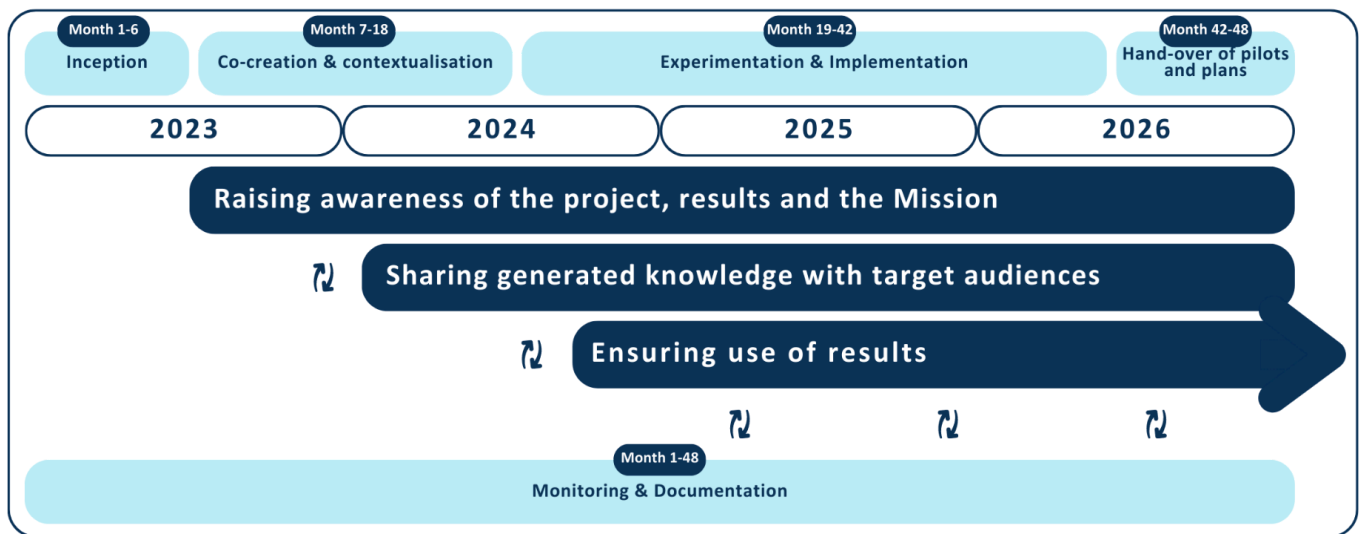 Month 1-6
Inception
Month 7-18
Co-creation & contextualisation
Month 19-42
Experimentation & Implementation
Month 42-48
Hand-over of pilots
and plans
2023
2024
2025
2026
Raising awareness of the project, results and the Mission
Sharing generated knowledge with target audiences
Ensuring use of results
Month 1-48
Monitoring & Documentation